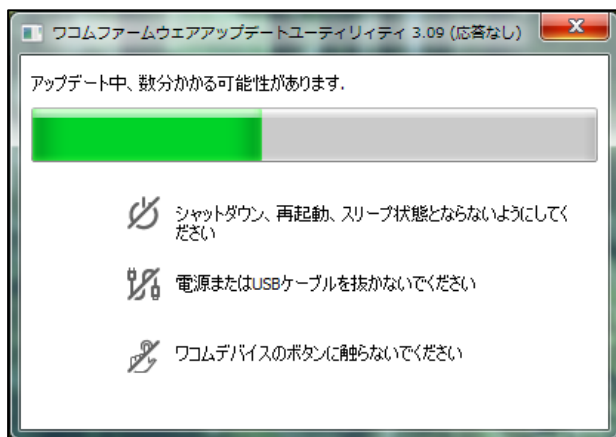 ワコムファームウエアアップデートユーティリィティ 3.09 (応答なし)
アップデート中、数分かかる可能性があります.
シャットダウン、再起動、スリープ状態とならないようにしてく
ださい
電源またはUSBケーブルを抜かないでください
ワコムデバイスのボタンに触らないでください